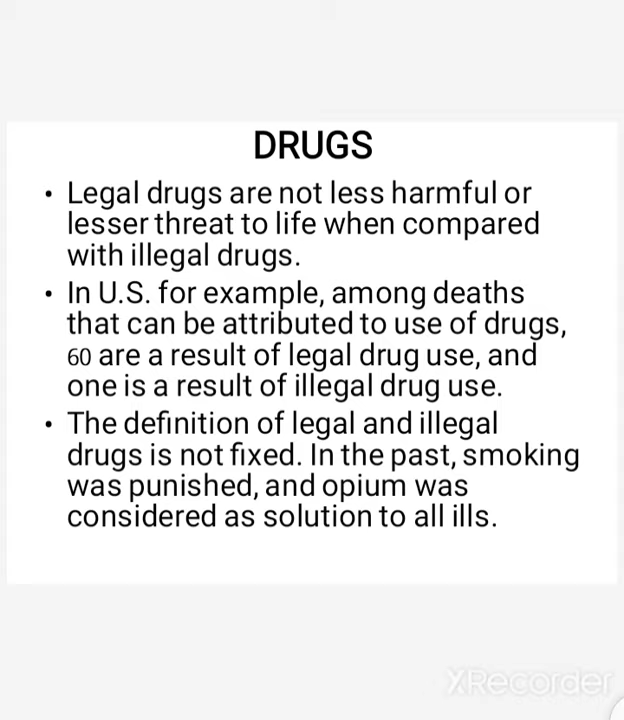 DRUGS
• Legal drugs are not less harmful or
lesser threat to life when compared
with illegal drugs.
• In U.S. for example, among deaths
that can be attributed to use of drugs,
60 are a result of legal drug use, and
one is a result of illegal drug use.
• The definition of legal and illegal
drugs is not fixed. In the past, smoking
was punished, and opium was
considered as solution to all ills.
XRecorder